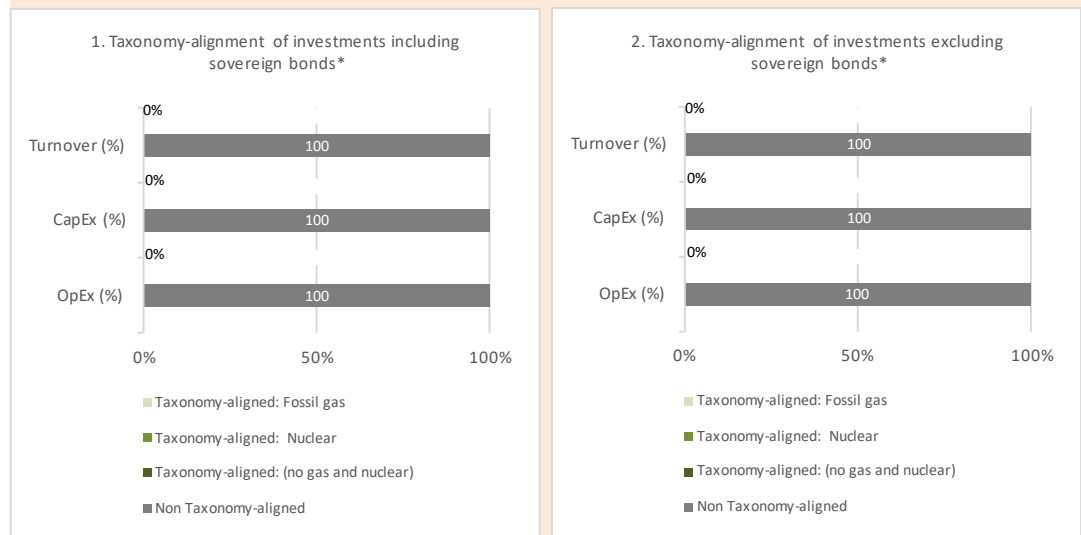 1. Taxonomy-alignment of investments including
sovereign bonds*
0%
Turnover (%)
100
0%
CapEx (%)
100
0%
OpEx (%)
100
0%
50%
100%
Taxonomy-aligned: Fossil gas
Taxonomy-aligned: Nuclear
Taxonomy-aligned: (no gas and nuclear)
Non Taxonomy-aligned
2. Taxonomy-alignment of investments excluding
sovereign bonds*
0%
Turnover (%)
100
0%
CapEx (%)
100
0%
OpEx (%)
100
0%
50%
100%
Taxonomy-aligned: Fossil gas
Taxonomy-aligned: Nuclear
Taxonomy-aligned: (no gas and nuclear)
Non Taxonomy-aligned